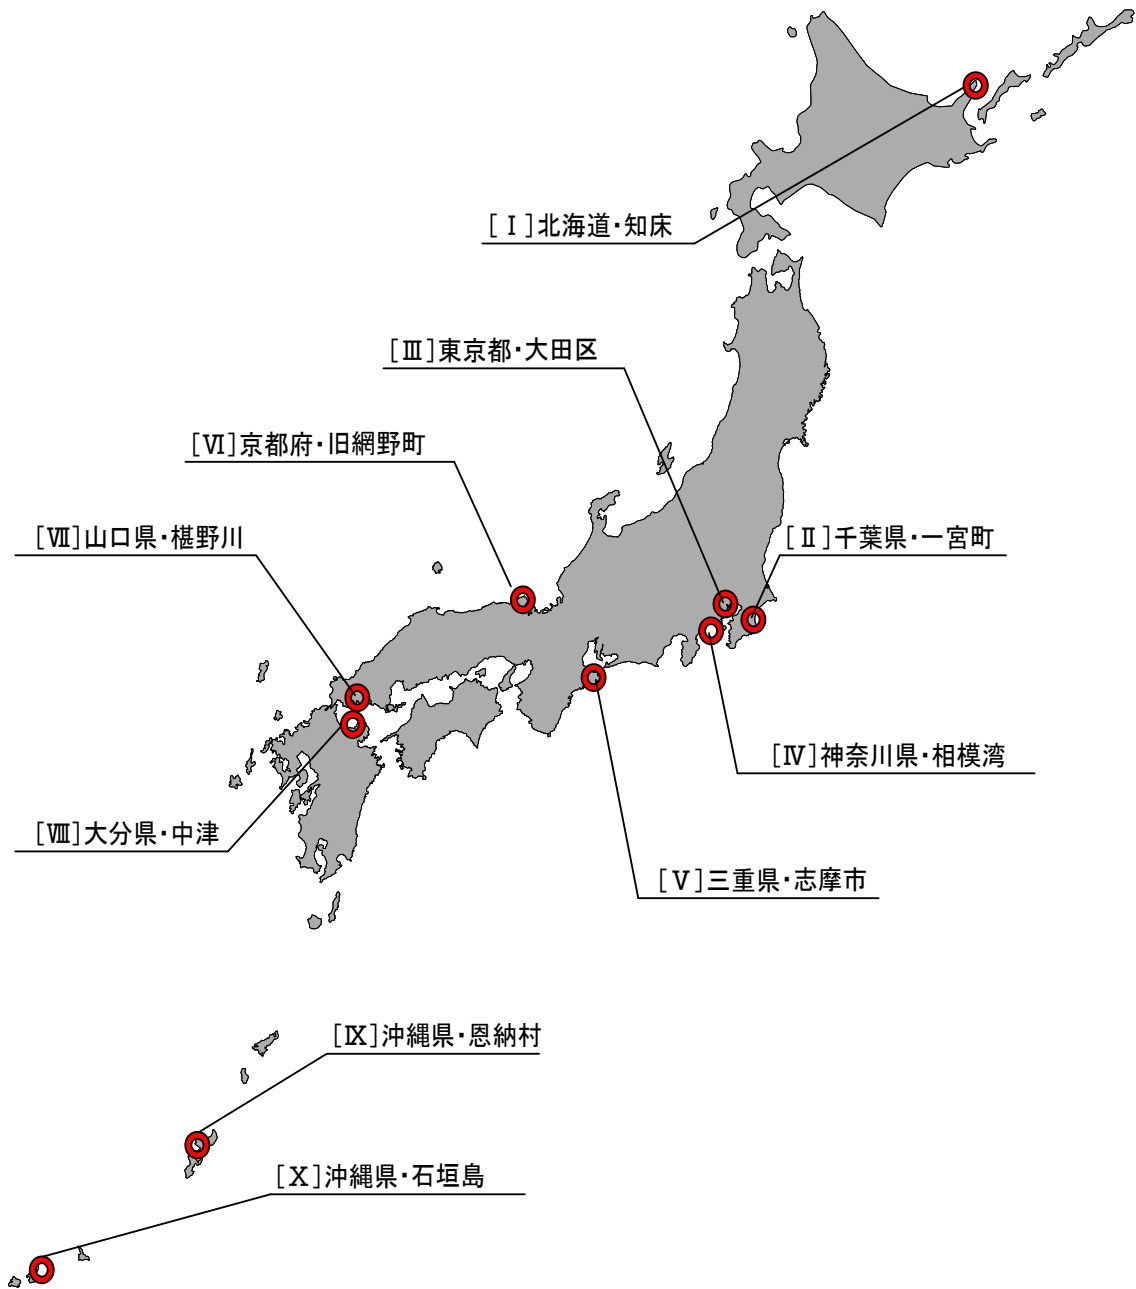 [Ⅰ]北海道・知床
[Ⅲ]東京都・大田区
[Ⅵ]京都府・旧網野町
[Ⅶ]山口県・椹野川
[Ⅱ]千葉県・一宮町
[Ⅳ]神奈川県・相模湾
[Ⅷ]大分県・中津
[Ⅴ]三重県・志摩市
[Ⅸ]沖縄県・恩納村
[Ⅹ]沖縄県・石垣島